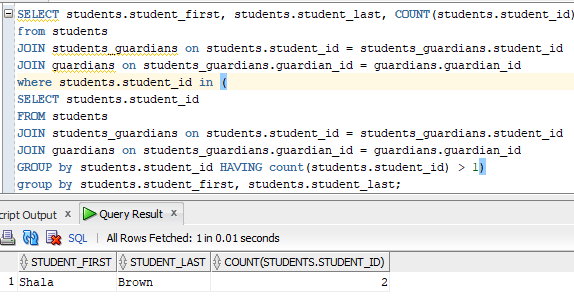 SELECT students.student_first, students.student_last, COUNT(students.student_id)
from students
JOIN students_guardians on students.student_id = students_guardians.student_id
JOIN guardians on students_guardians.guardian_id = guardians.guardian_id
where students.student_id in (
SELECT students.student_id
FROM students
JOIN students_guardians on students.student_id = students_guardians.student_id
JOIN guardians on students_guardians.guardian_id = guardians.guardian_id
GROUP by students.student_id HAVING count(students.student_id) > 1)
group by students.student_first, students.student_last;
cript Output x Query Result x
SQL | All Rows Fetched: 1 in 0.01 seconds
STUDENT_FIRST STUDENT_LAST COUNT(STUDENTS.STUDENT_ID)
1 Shala Brown 2